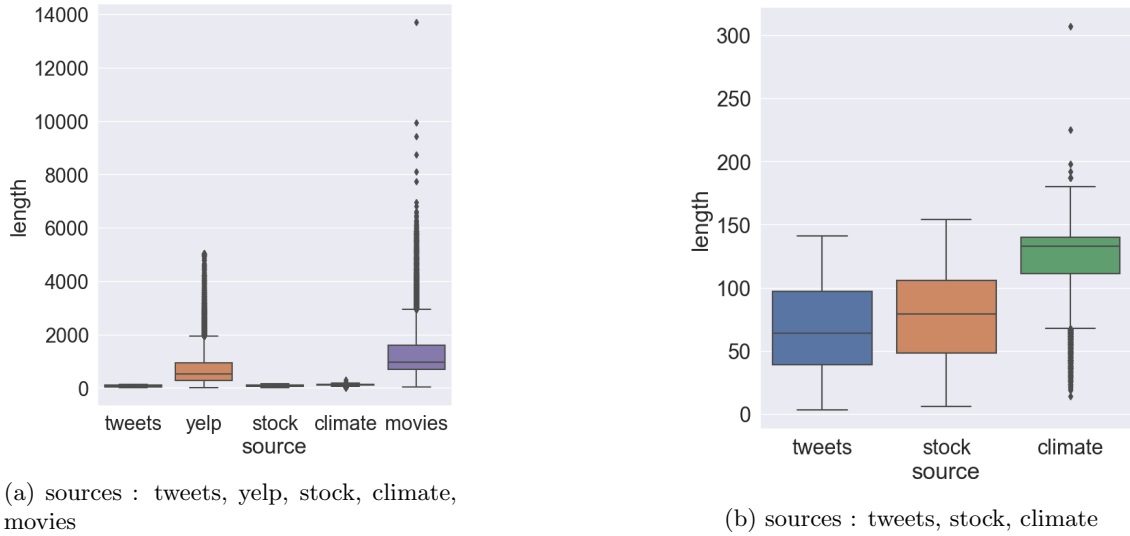 14000
12000
10000
8000
6000
4000
2000
0
length
tweets yelp stock climate movies
source
(a) sources : tweets, yelp, stock, climate,
movies
300
250
200
150
100
50
0
length
tweets stock climate
source
(b) sources : tweets, stock, climate